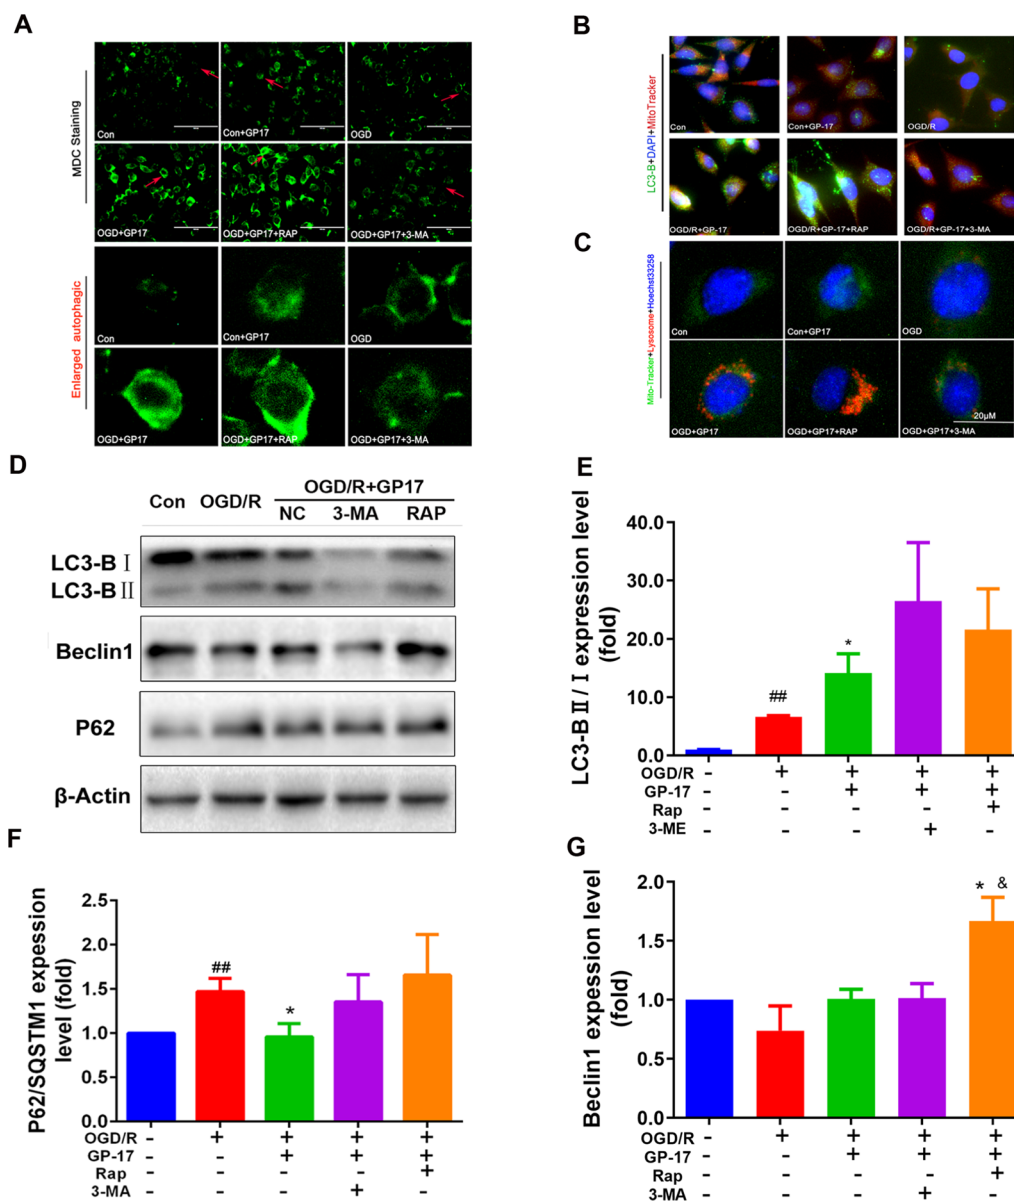 A
MDC Staining
Con
Con+GP17
OGD
OGD+GP17
OGD+GP17+RAP
OGD+GP17+3-MA
Enlarged autophagic
Con
Con+GP17
OGD
OGD+GP17
OGD+GP17+RAP
OGD+GP17+3-MA
B
LC3-B+DAPI+MitoTracker
Con
Con+GP-17
OGD/R
OGD/R+GP-17
OGD/R+GP-17+RAP
OGD/R+GP-17+3-MA
C
Mito-Tracker+Lysosome+Hoechst33258
Con
Con+GP17
OGD
OGD+GP17
OGD+GP17+RAP
OGD+GP17+3-MA
20μM
D
Con OGD/R OGD/R+GP17
NC 3-MA RAP
LC3-B Ⅰ
LC3-B Ⅱ
Beclin1
P62
β-Actin
E
LC3-B Ⅱ / Ⅰ expression level
(fold)
40.0
30.0
20.0
10.0
0.0
##
*
OGD/R - + + + +
GP-17 - - + + +
Rap - - - - +
3-ME - - - + -
F
P62/SQSTM1 expession
level (fold)
2.5
2.0
1.5
1.0
0.5
0.0
##
*
OGD/R - + + + +
GP-17 - - + + +
Rap - - - - +
3-MA - - - + -
G
Beclin1 expession level
(fold)
2.0
1.5
1.0
0.5
0.0
* &
OGD/R - + + + +
GP-17 - - + + +
Rap - - - - +
3-MA - - - + -